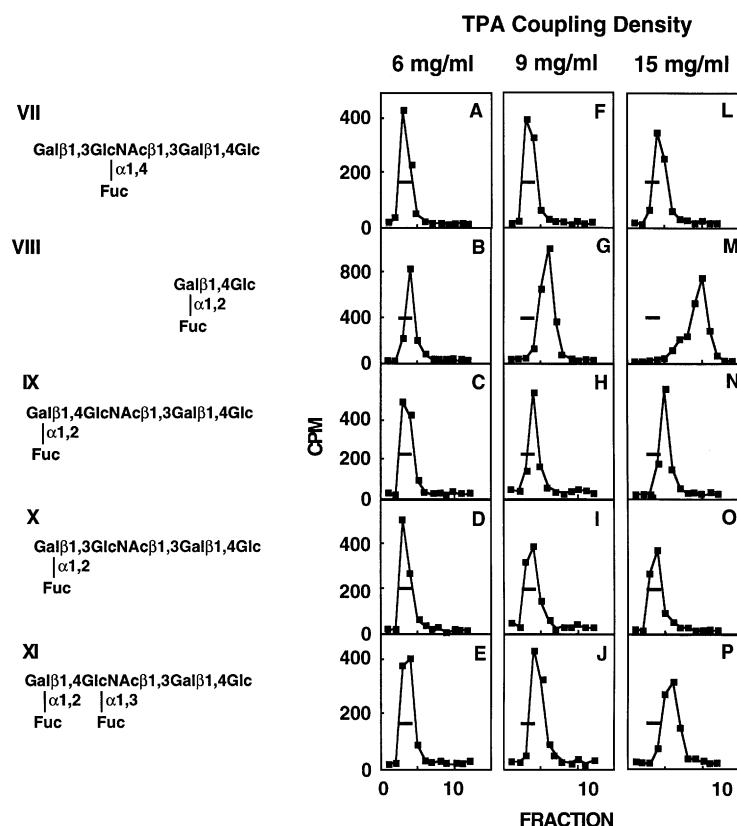 TPA Coupling Density
6 mg/ml 9 mg/ml 15 mg/ml
VII
Galβ1,3GlcNAcβ1,3Galβ1,4Glc
α1,4
Fuc
400
200
0
A
F
L
VIII
Galβ1,4Glc
α1,2
Fuc
800
400
0
B
G
M
IX
Galβ1,4GlcNAcβ1,3Galβ1,4Glc
α1,2
Fuc
400
200
0
C
H
N
X
Galβ1,3GlcNAcβ1,3Galβ1,4Glc
α1,2
Fuc
400
200
0
D
I
O
XI
Galβ1,4GlcNAcβ1,3Galβ1,4Glc
α1,2 α1,3
Fuc Fuc
400
200
0
E
J
P
CPM
0 10 10 10
FRACTION